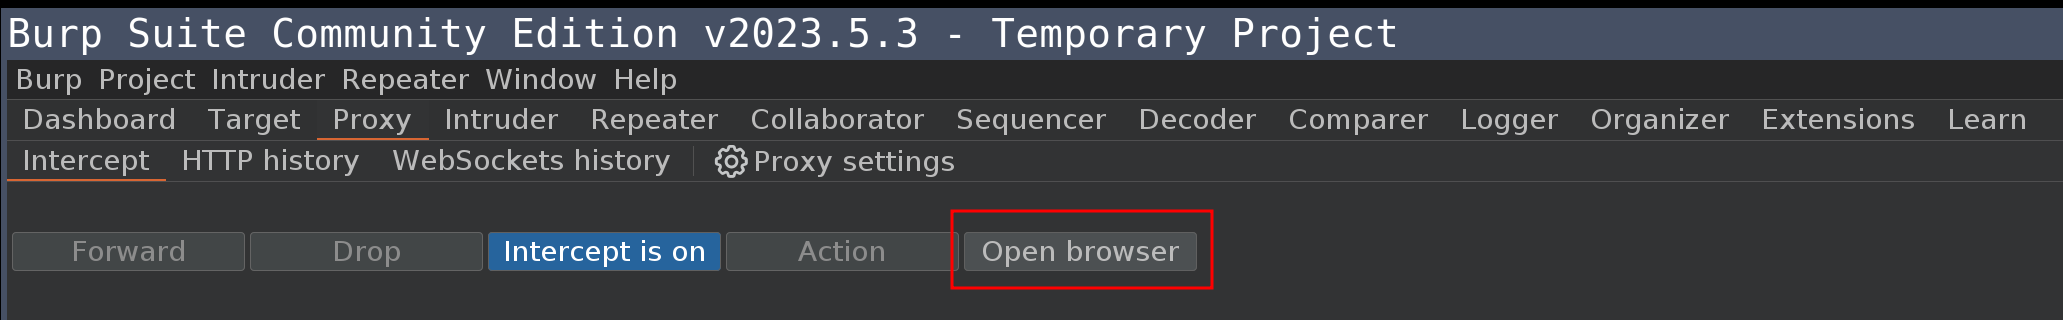 Burp Suite Community Edition v2023.5.3 - Temporary Project
Burp Project Intruder Repeater Window Help
Dashboard Target Proxy Intruder Repeater Collaborator Sequencer Decoder Comparer Logger Organizer Extensions Learn
Intercept HTTP history WebSockets history Proxy settings
Forward Drop Intercept is on Action Open browser